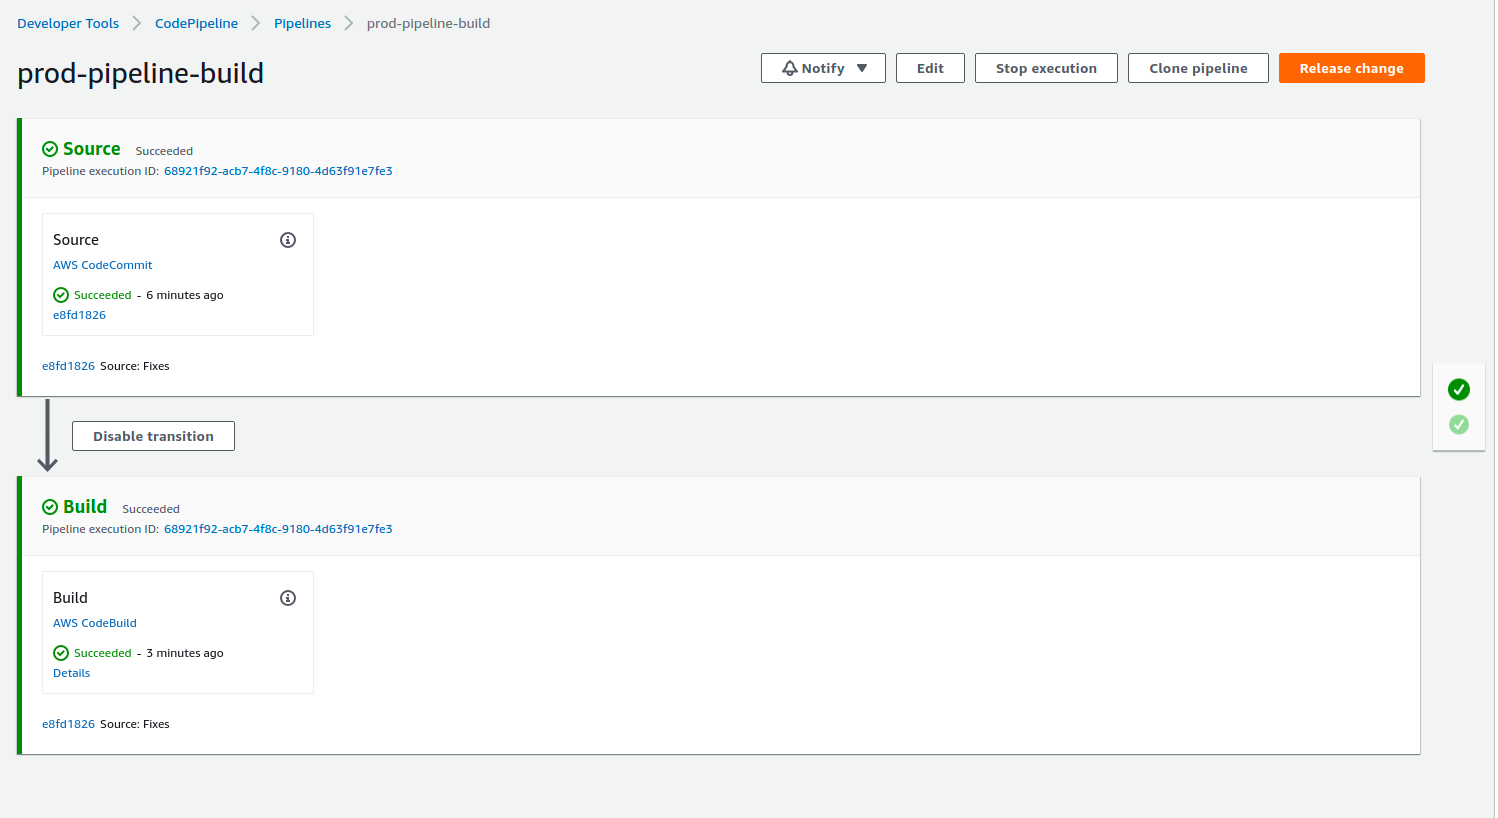 Developer Tools CodePipeline Pipelines prod-pipeline-build
prod-pipeline-build
Notify Edit Stop execution Clone pipeline Release change
Source Succeeded
Pipeline execution ID: 68921f92-acb7-4f8c-9180-4d63f91e7fe3
Source
AWS CodeCommit
Succeeded - 6 minutes ago
e8fd1826
e8fd1826 Source: Fixes
Disable transition
Build Succeeded
Pipeline execution ID: 68921f92-acb7-4f8c-9180-4d63f91e7fe3
Build
AWS CodeBuild
Succeeded - 3 minutes ago
Details
e8fd1826 Source: Fixes